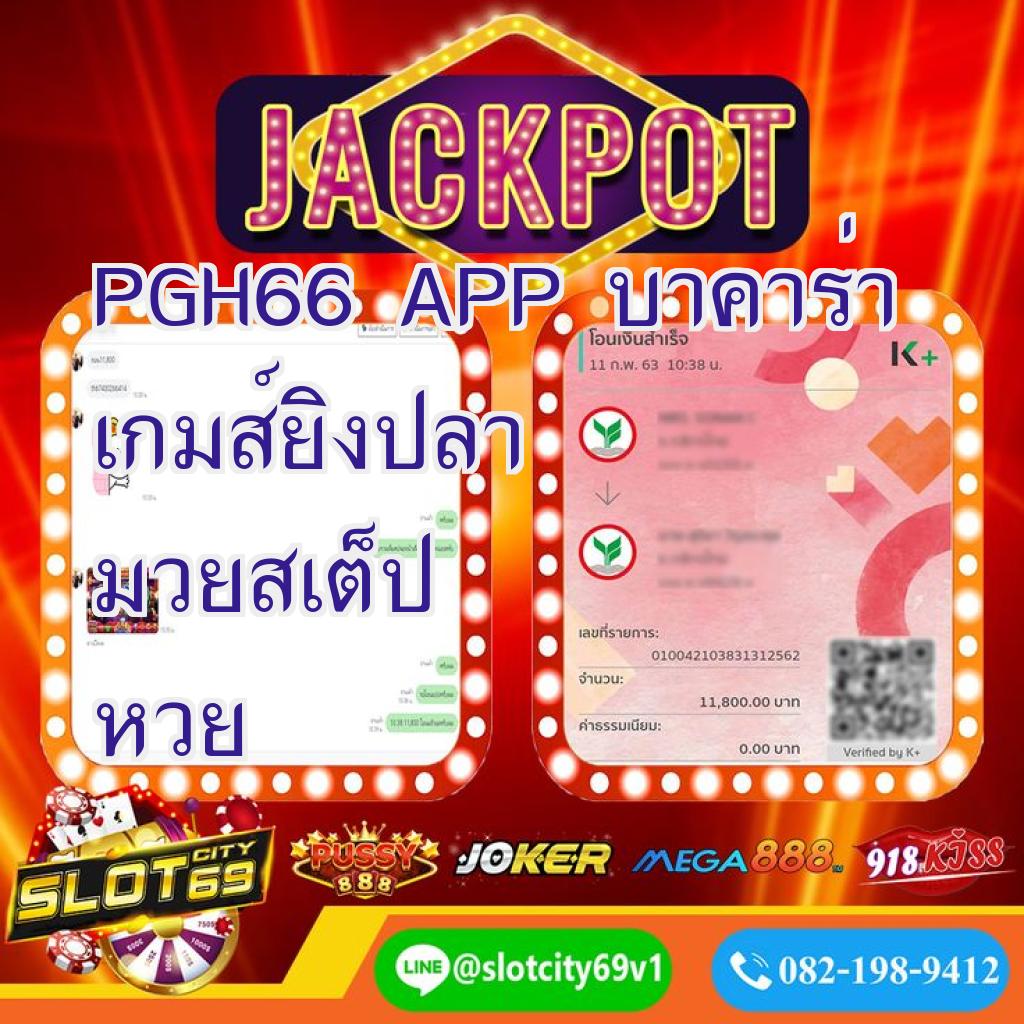 JACKPOT
PGH66 APP บาคาร่า
เกมส์ยิงปลา
มวยสเต็ป
หวย
โอนเงินสำเร็จ
11 ก.พ. 63 10:38 น.
K+
เลขที่รายการ:
010042103831312562
จำนวน:
11,800.00 บาท
ค่าธรรมเนียม:
0.00 บาท
Verified by K+
SLOT CITY 69
PUSSY 888
JOKER
MEGA888
918KISS
LINE @slotcity69v1
082-198-9412